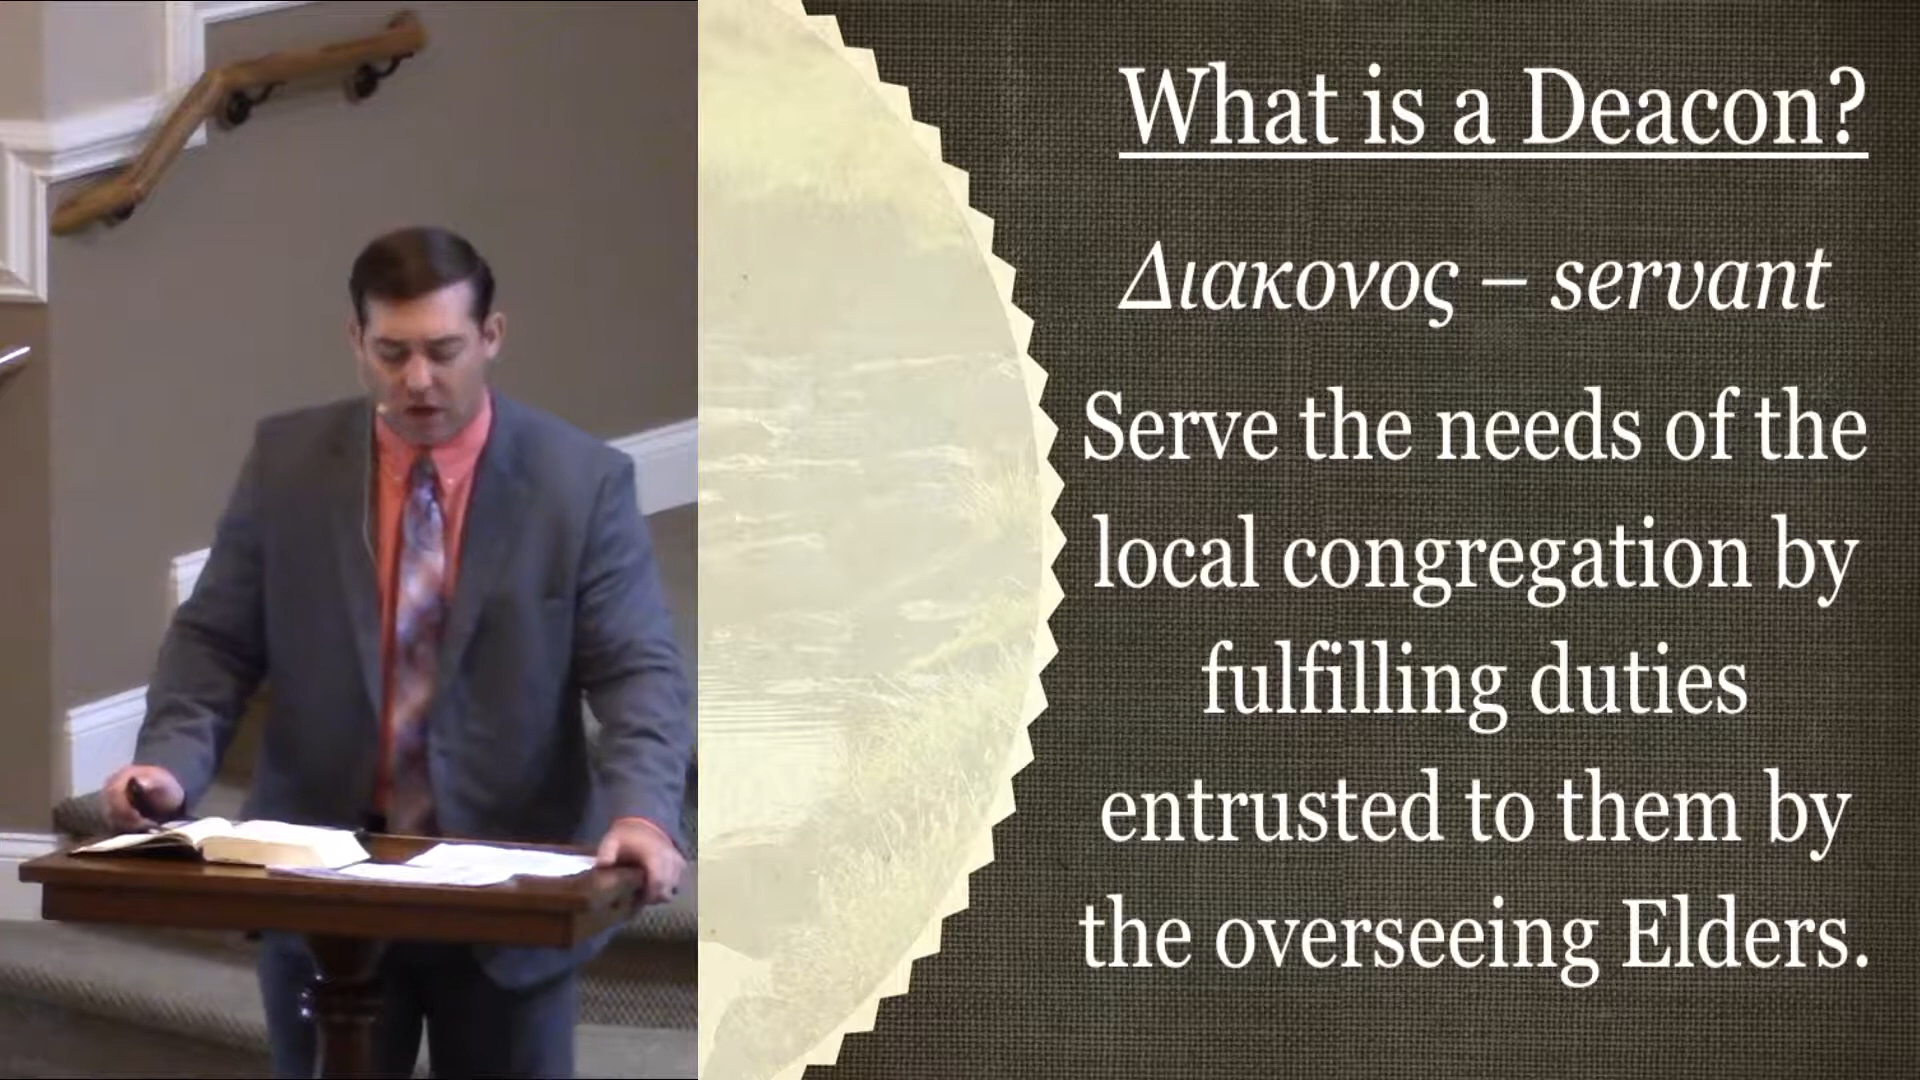 What is a Deacon?
Διακονος – servant
Serve the needs of the
local congregation by
fulfilling duties
entrusted to them by
the overseeing Elders.